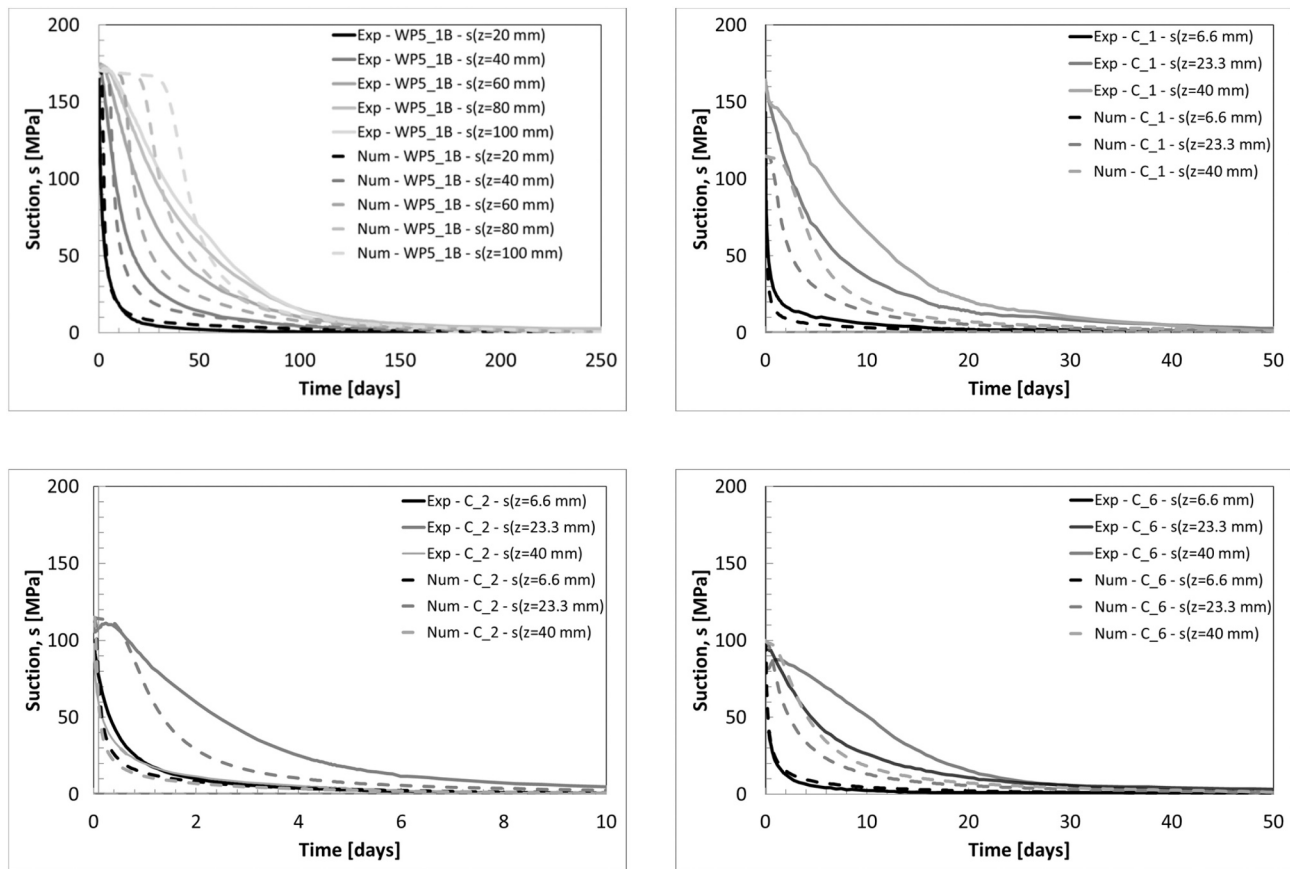 200
150
100
50
0
Suction, s [MPa]
Exp - WP5_1B - s(z=20 mm)
Exp - WP5_1B - s(z=40 mm)
Exp - WP5_1B - s(z=60 mm)
Exp - WP5_1B - s(z=80 mm)
Exp - WP5_1B - s(z=100 mm)
Num - WP5_1B - s(z=20 mm)
Num - WP5_1B - s(z=40 mm)
Num - WP5_1B - s(z=60 mm)
Num - WP5_1B - s(z=80 mm)
Num - WP5_1B - s(z=100 mm)
0 50 100 150 200 250
Time [days]
200
150
100
50
0
Suction, s [MPa]
Exp - C_1 - s(z=6.6 mm)
Exp - C_1 - s(z=23.3 mm)
Exp - C_1 - s(z=40 mm)
Num - C_1 - s(z=6.6 mm)
Num - C_1 - s(z=23.3 mm)
Num - C_1 - s(z=40 mm)
0 10 20 30 40 50
Time [days]
200
150
100
50
0
Suction, s [MPa]
Exp - C_2 - s(z=6.6 mm)
Exp - C_2 - s(z=23.3 mm)
Exp - C_2 - s(z=40 mm)
Num - C_2 - s(z=6.6 mm)
Num - C_2 - s(z=23.3 mm)
Num - C_2 - s(z=40 mm)
0 2 4 6 8 10
Time [days]
200
150
100
50
0
Suction, s [MPa]
Exp - C_6 - s(z=6.6 mm)
Exp - C_6 - s(z=23.3 mm)
Exp - C_6 - s(z=40 mm)
Num - C_6 - s(z=6.6 mm)
Num - C_6 - s(z=23.3 mm)
Num - C_6 - s(z=40 mm)
0 10 20 30 40 50
Time [days]